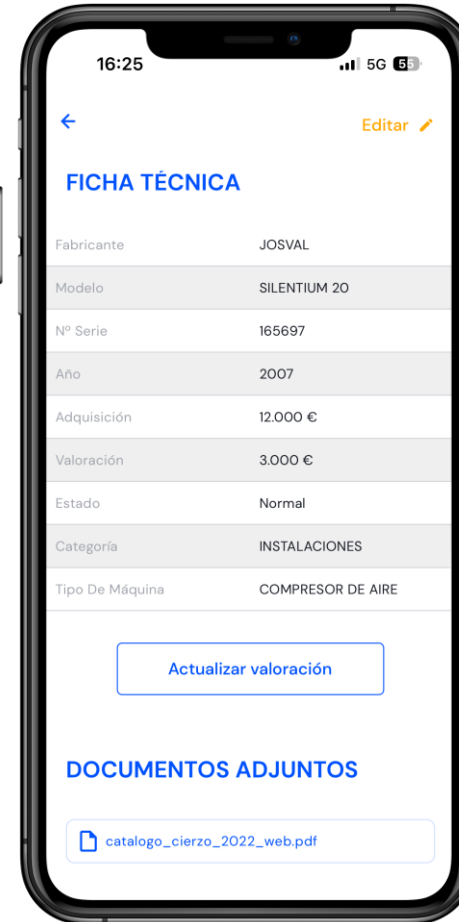 16:25 5G 55
Editar
FICHA TÉCNICA
Fabricante JOSVAL
Modelo SILENTIUM 20
Nº Serie 165697
Año 2007
Adquisición 12.000 €
Valoración 3.000 €
Estado Normal
Categoría INSTALACIONES
Tipo De Máquina COMPRESOR DE AIRE
Actualizar valoración
DOCUMENTOS ADJUNTOS
catalogo_cierzo_2022_web.pdf